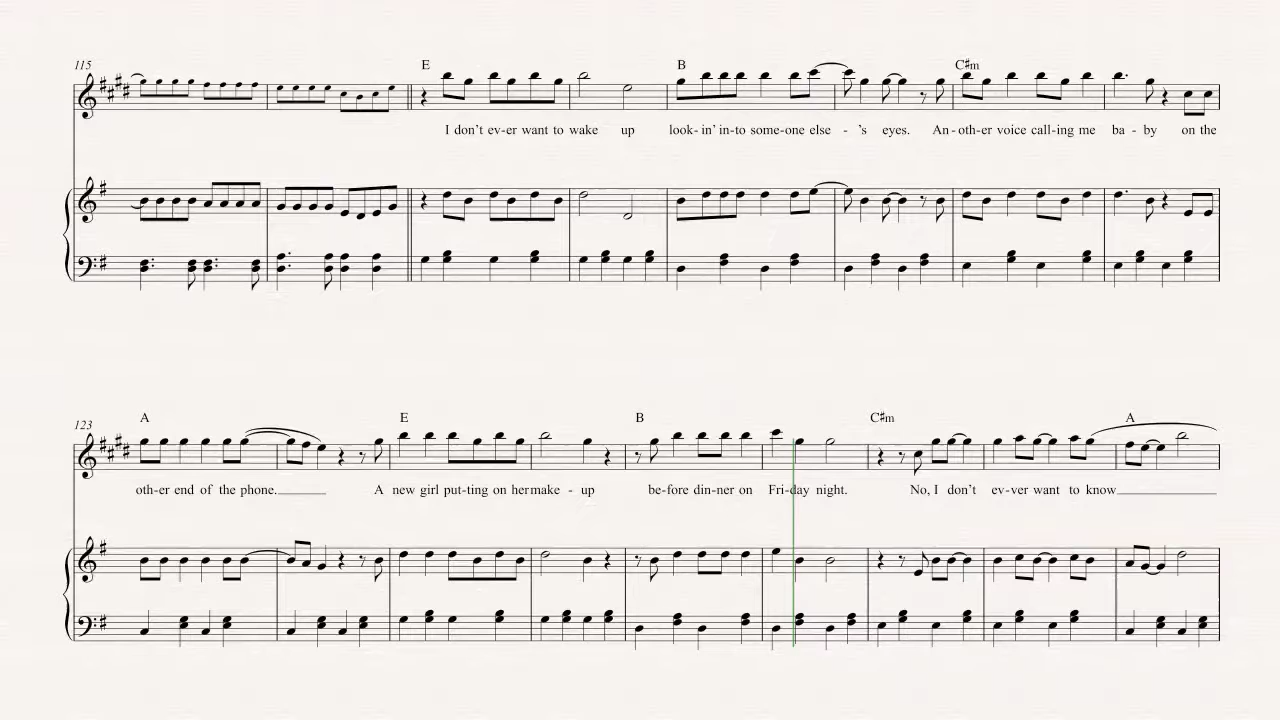 115 E B C♯m
I don't ev-er want to wake up look-in' in-to some-one else - 's eyes. An-oth-er voice call-ing me ba - by on the
123 A E B C♯m A
oth-er end of the phone. A new girl put-ting on her make - up be-fore din-ner on Fri-day night. No, I don't ev-ver want to know